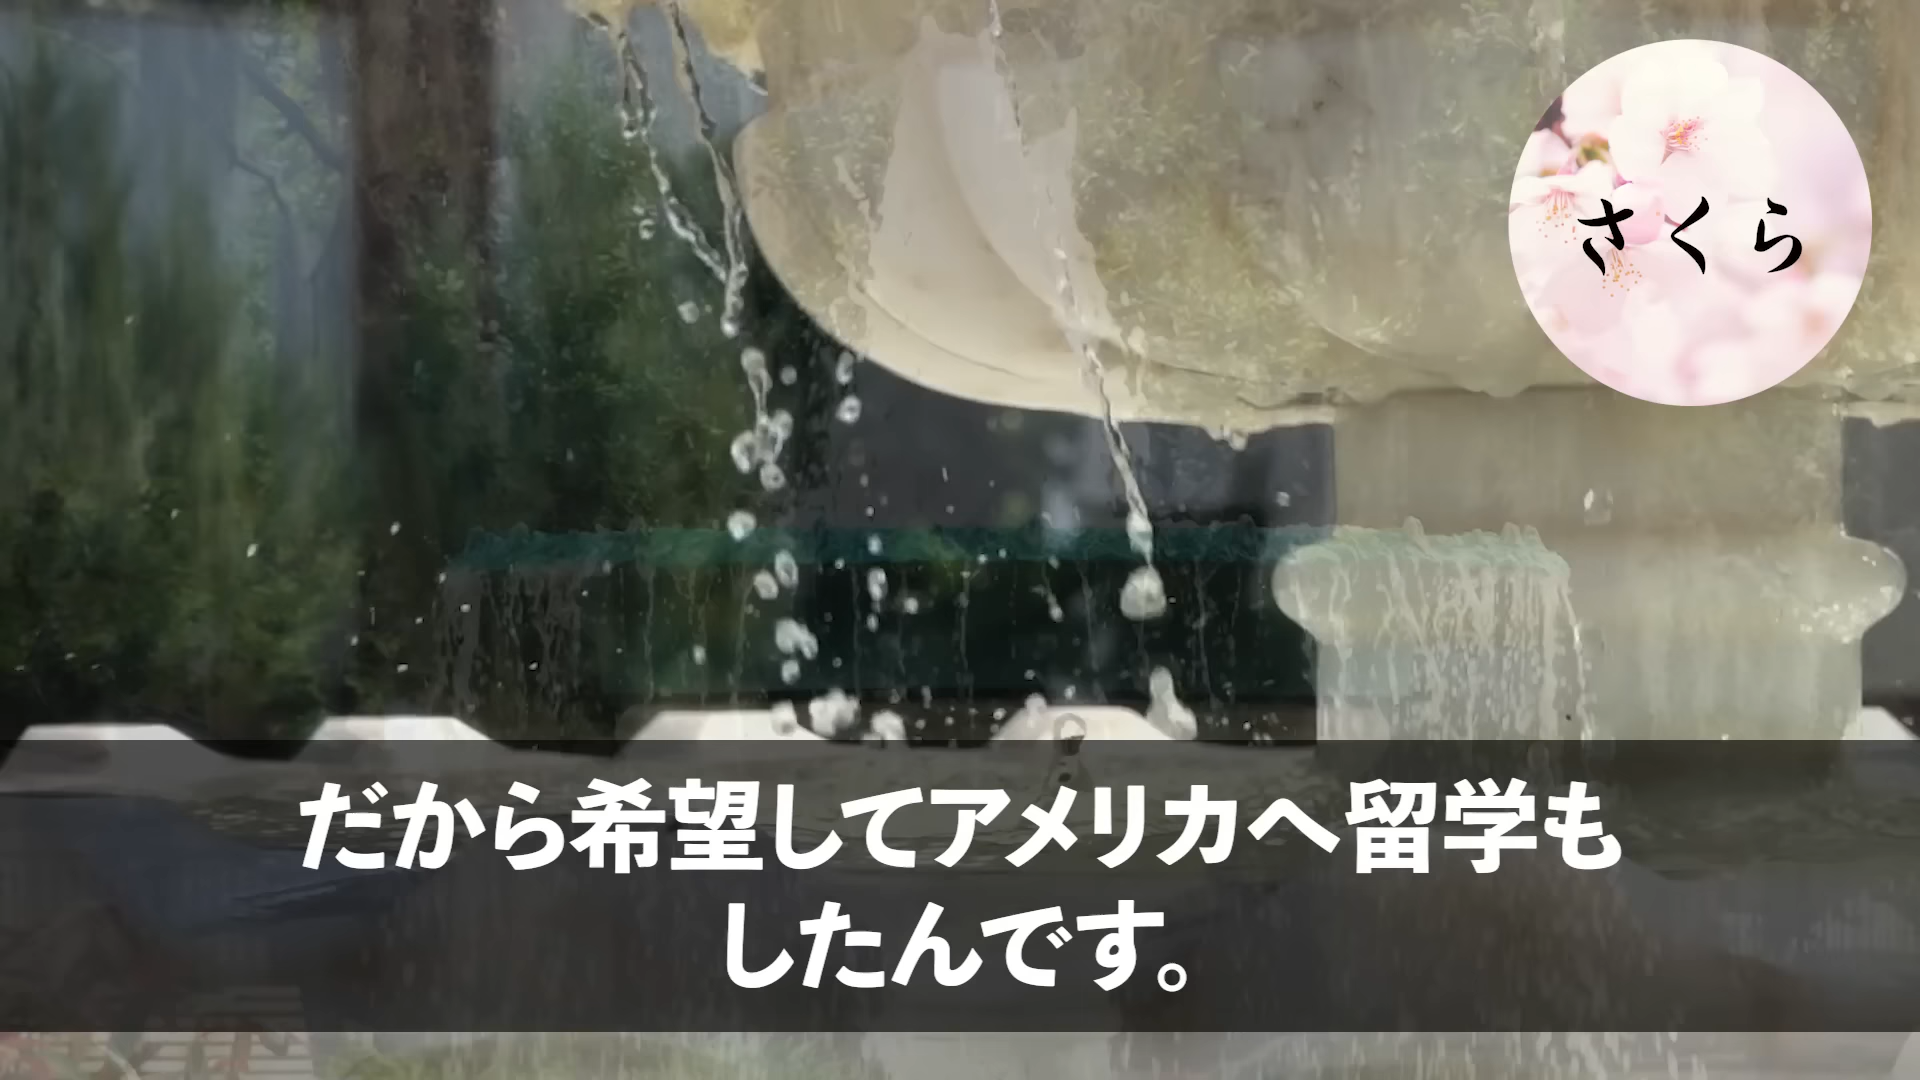 さくら
だから希望してアメリカへ留学も
したんです。